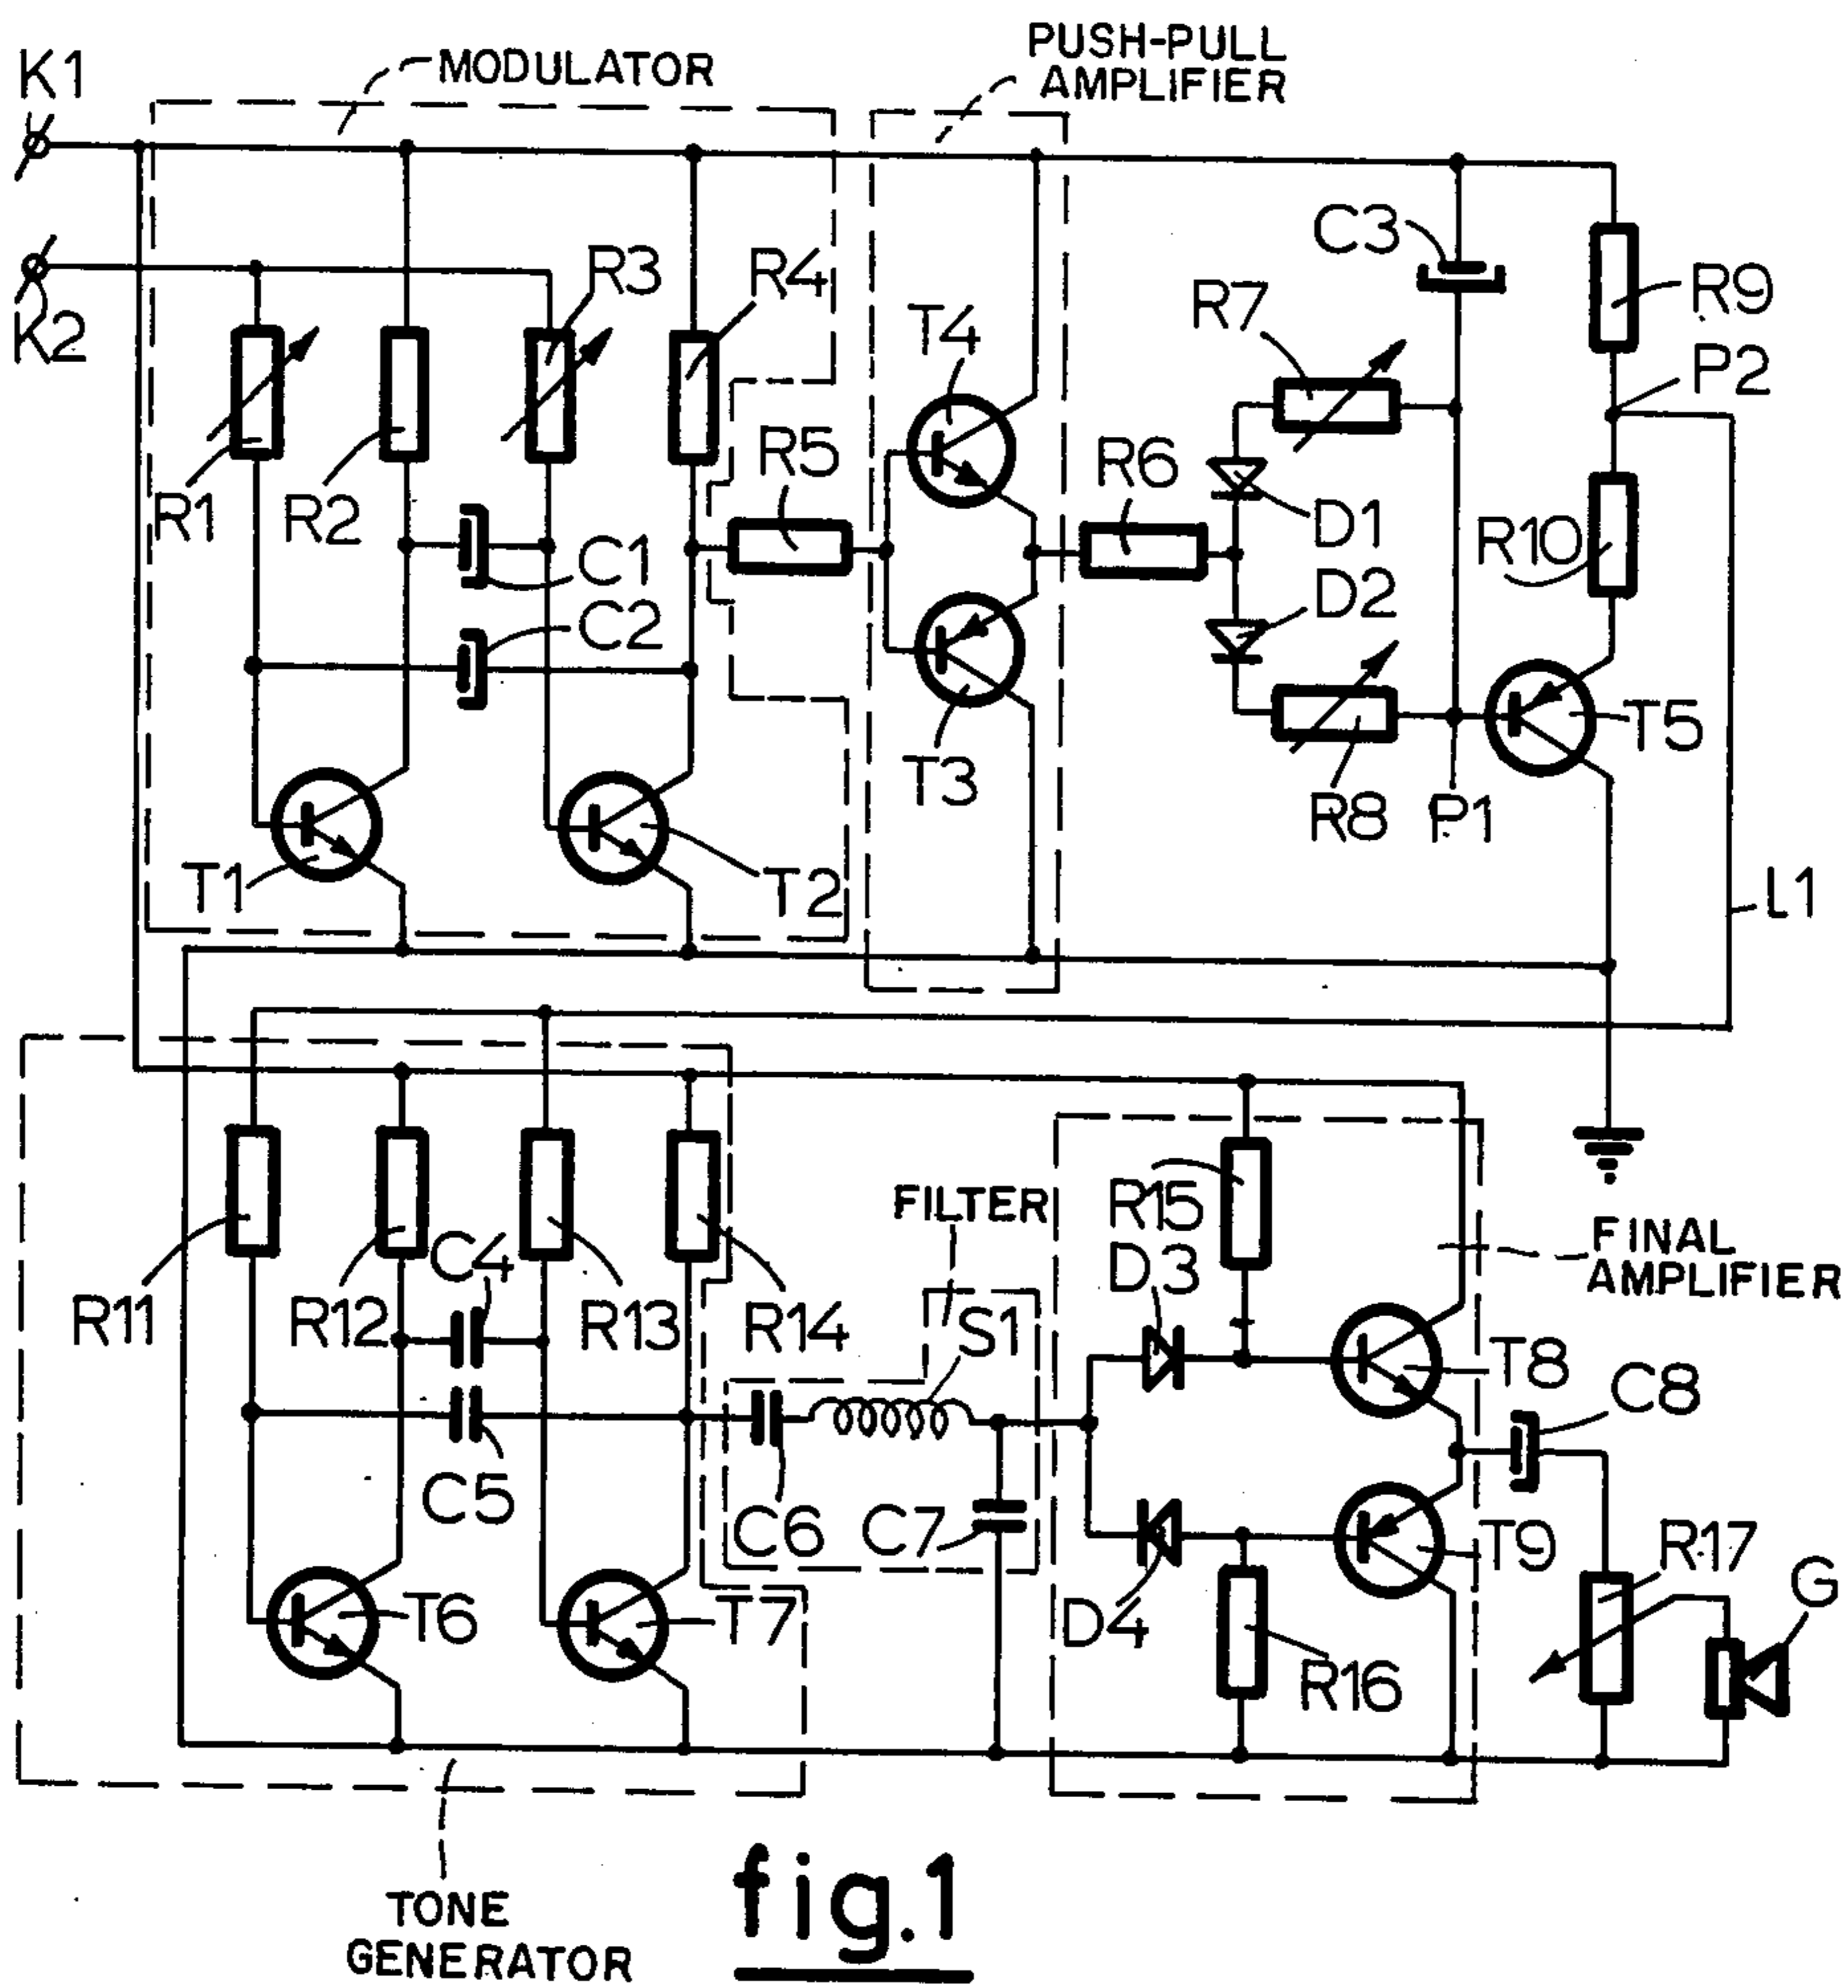 K1
MODULATOR
PUSH-PULL
AMPLIFIER
K2
R3
R4
C3
R7
R9
T4
P2
R1
R2
R5
R6
C1
D1
R10
C2
D2
T3
T5
R8
P1
T1
T2
L1
R15
FILTER
FINAL
AMPLIFIER
D3
C4
R11
R12
R13
R14
S1
T8
C8
C5
C6
C7
T9
R17
G
T6
T7
D4
R16
TONE
GENERATOR
fig.1